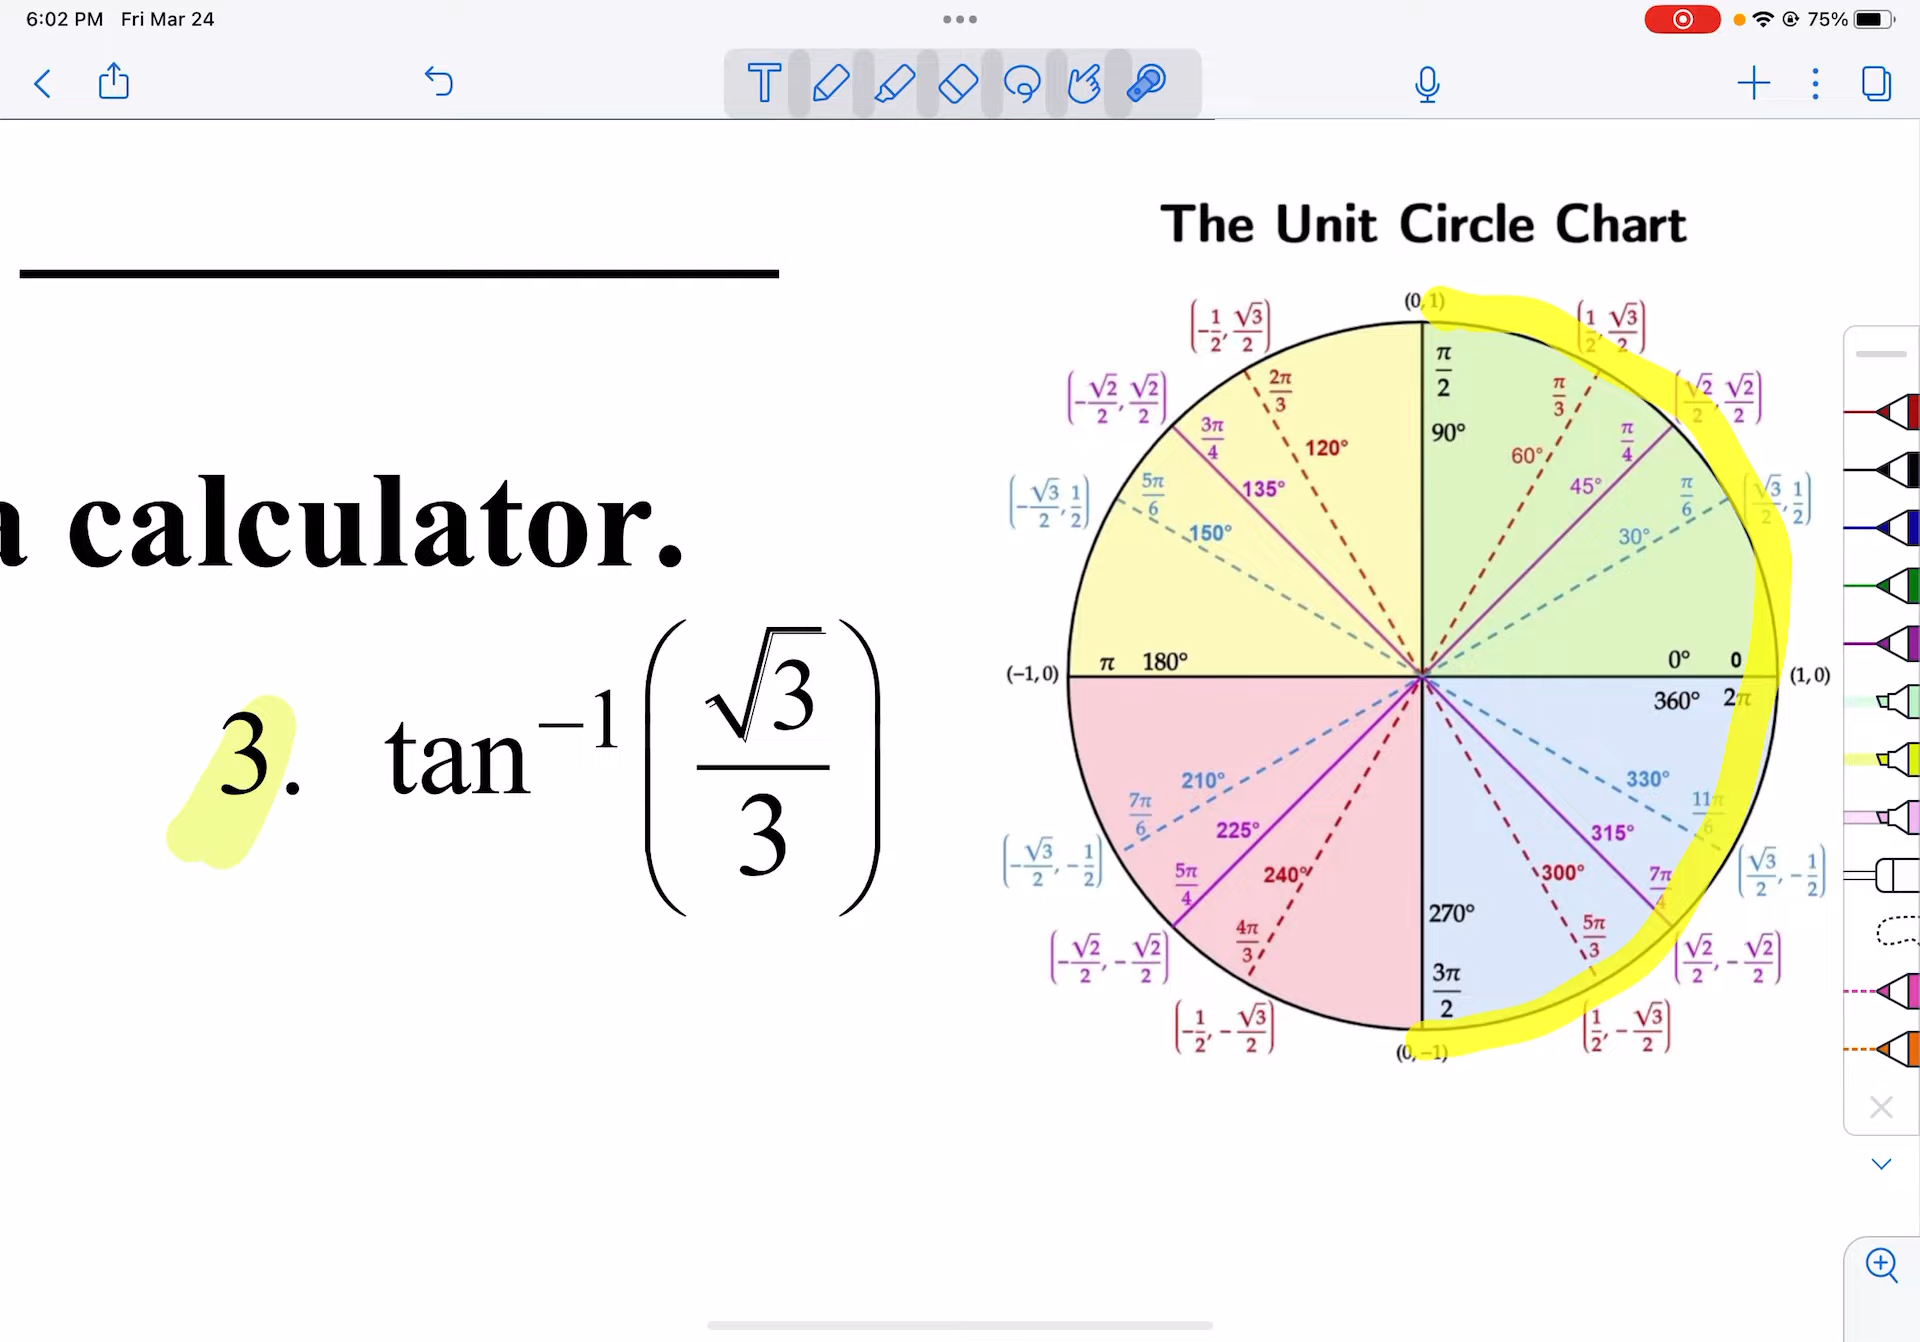 6:02 PM Fri Mar 24
75%
The Unit Circle Chart
a calculator.
3. tan⁻¹(√3/3)
(0, 1)
(-1/2, √3/2)
(1/2, √3/2)
(-√2/2, √2/2)
(√2/2, √2/2)
(-√3/2, 1/2)
(√3/2, 1/2)
2π/3
π/2
π/3
3π/4
π/4
5π/6
π/6
120°
90°
60°
135°
45°
150°
30°
(-1, 0)
π 180°
0° 0
(1, 0)
360° 2π
210°
330°
7π/6
11π/6
225°
315°
(-√3/2, -1/2)
(√3/2, -1/2)
5π/4
240°
300°
7π/4
270°
4π/3
5π/3
(-√2/2, -√2/2)
3π/2
(√2/2, -√2/2)
(-1/2, -√3/2)
(0, -1)
(1/2, -√3/2)